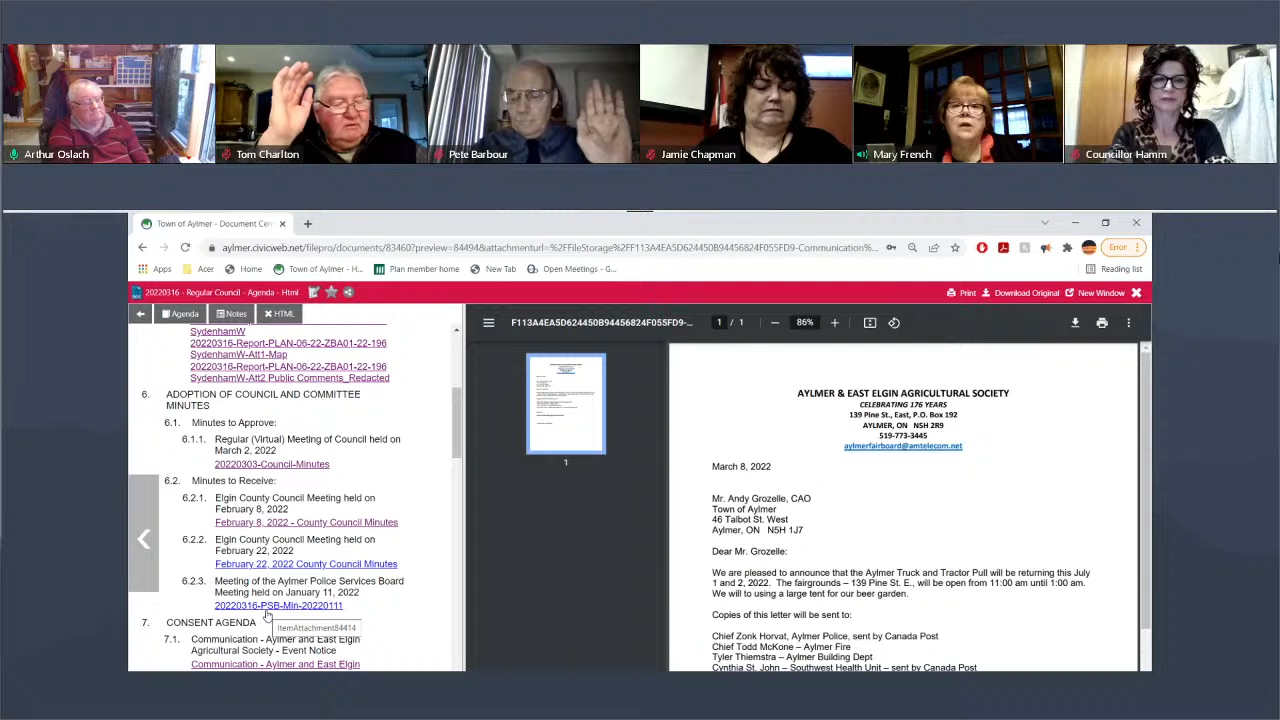 Arthur Oslach
Tom Charlton
Pete Barbour
Jamie Chapman
Mary French
Councillor Hamm
Town of Aylmer - Document Cen
aylmer.civicweb.net/filepro/documents/83460?preview=84494&attachmenturl=%2FFileStorage%2FF113A4EA5D624450B94456824F055FD9-Communication%...
Error
Apps
Acer
Home
Town of Aylmer - H...
Plan member home
New Tab
Open Meetings - G...
Reading list
20220316 - Regular Council - Agenda - Html
Print
Download Original
New Window
Agenda
Notes
HTML
F113A4EA5D624450B94456824F055FD9-...
1 / 1
86%
SydenhamW
20220316-Report-PLAN-06-22-ZBA01-22-196
SydenhamW-Att1-Map
20220316-Report-PLAN-06-22-ZBA01-22-196
SydenhamW-Att2 Public Comments_Redacted
6. ADOPTION OF COUNCIL AND COMMITTEE
MINUTES
6.1. Minutes to Approve:
6.1.1. Regular (Virtual) Meeting of Council held on
March 2, 2022
20220303-Council-Minutes
6.2. Minutes to Receive:
6.2.1. Elgin County Council Meeting held on
February 8, 2022
February 8, 2022 - County Council Minutes
6.2.2. Elgin County Council Meeting held on
February 22, 2022
February 22, 2022 County Council Minutes
6.2.3. Meeting of the Aylmer Police Services Board
Meeting held on January 11, 2022
20220316-PSB-Min-20220111
7. CONSENT AGENDA
ItemAttachment84414
7.1. Communication - Aylmer and East Elgin
Agricultural Society - Event Notice
Communication - Aylmer and East Elgin
1
AYLMER & EAST ELGIN AGRICULTURAL SOCIETY
CELEBRATING 176 YEARS
139 Pine St., East, P.O. Box 192
AYLMER, ON N5H 2R9
519-773-3445
aylmerfairboard@amtelecom.net
March 8, 2022
Mr. Andy Grozelle, CAO
Town of Aylmer
46 Talbot St. West
Aylmer, ON N5H 1J7
Dear Mr. Grozelle:
We are pleased to announce that the Aylmer Truck and Tractor Pull will be returning this July
1 and 2, 2022. The fairgrounds – 139 Pine St. E., will be open from 11:00 am until 1:00 am.
We will to using a large tent for our beer garden.
Copies of this letter will be sent to:
Chief Zonk Horvat, Aylmer Police, sent by Canada Post
Chief Todd McKone – Aylmer Fire
Tyler Thiemstra – Aylmer Building Dept
Cynthia St. John – Southwest Health Unit – sent by Canada Post